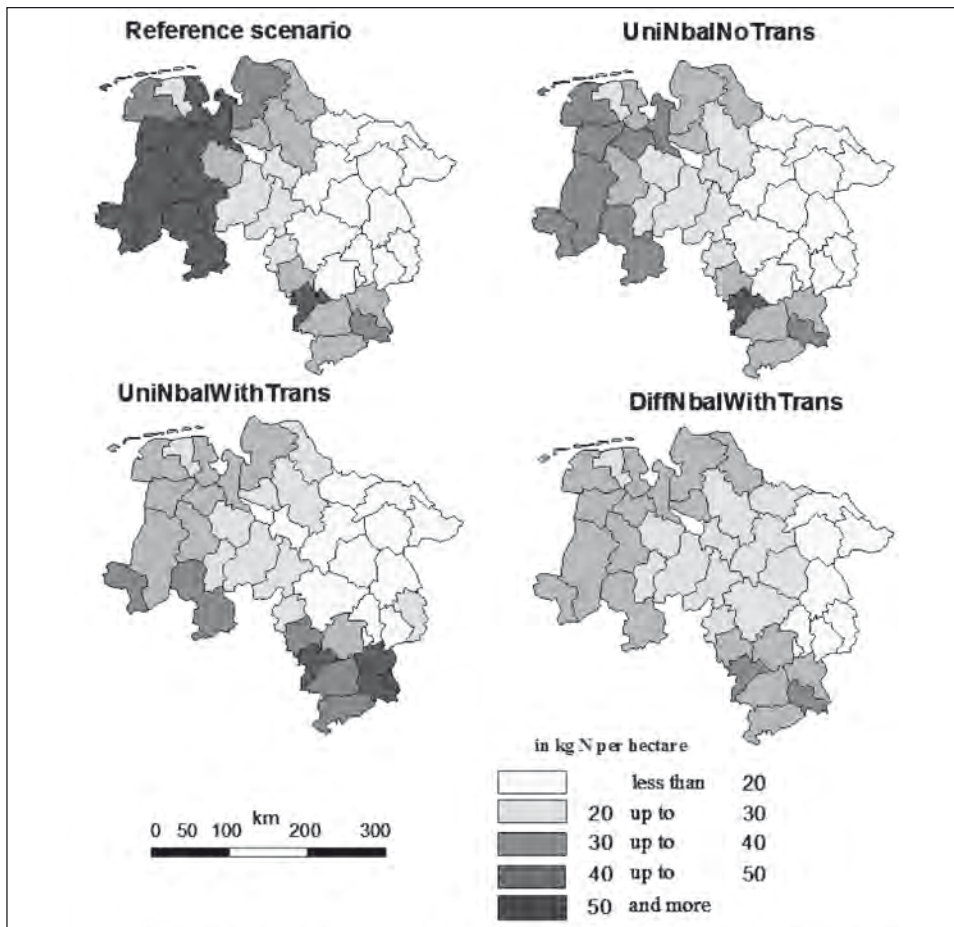 Reference scenario
UniNbalNoTrans
UniNbalWithTrans
DiffNbalWithTrans
in kg N per hectare
less than 20
20 up to 30
30 up to 40
40 up to 50
50 and more
km
0 50 100 200 300